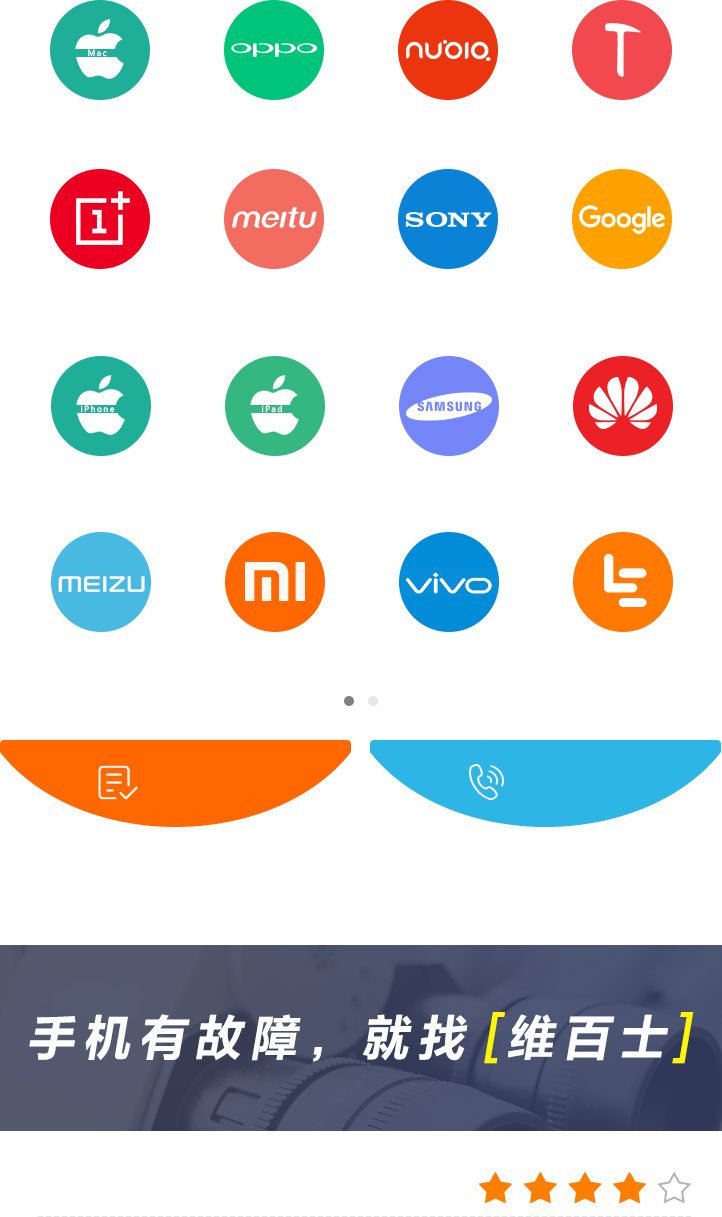 Mac
oppo
nubia
T
1+
meitu
SONY
Google
iPhone
iPad
SAMSUNG
MEIZU
mi
vivo
LE
手机有故障，就找[维百士]